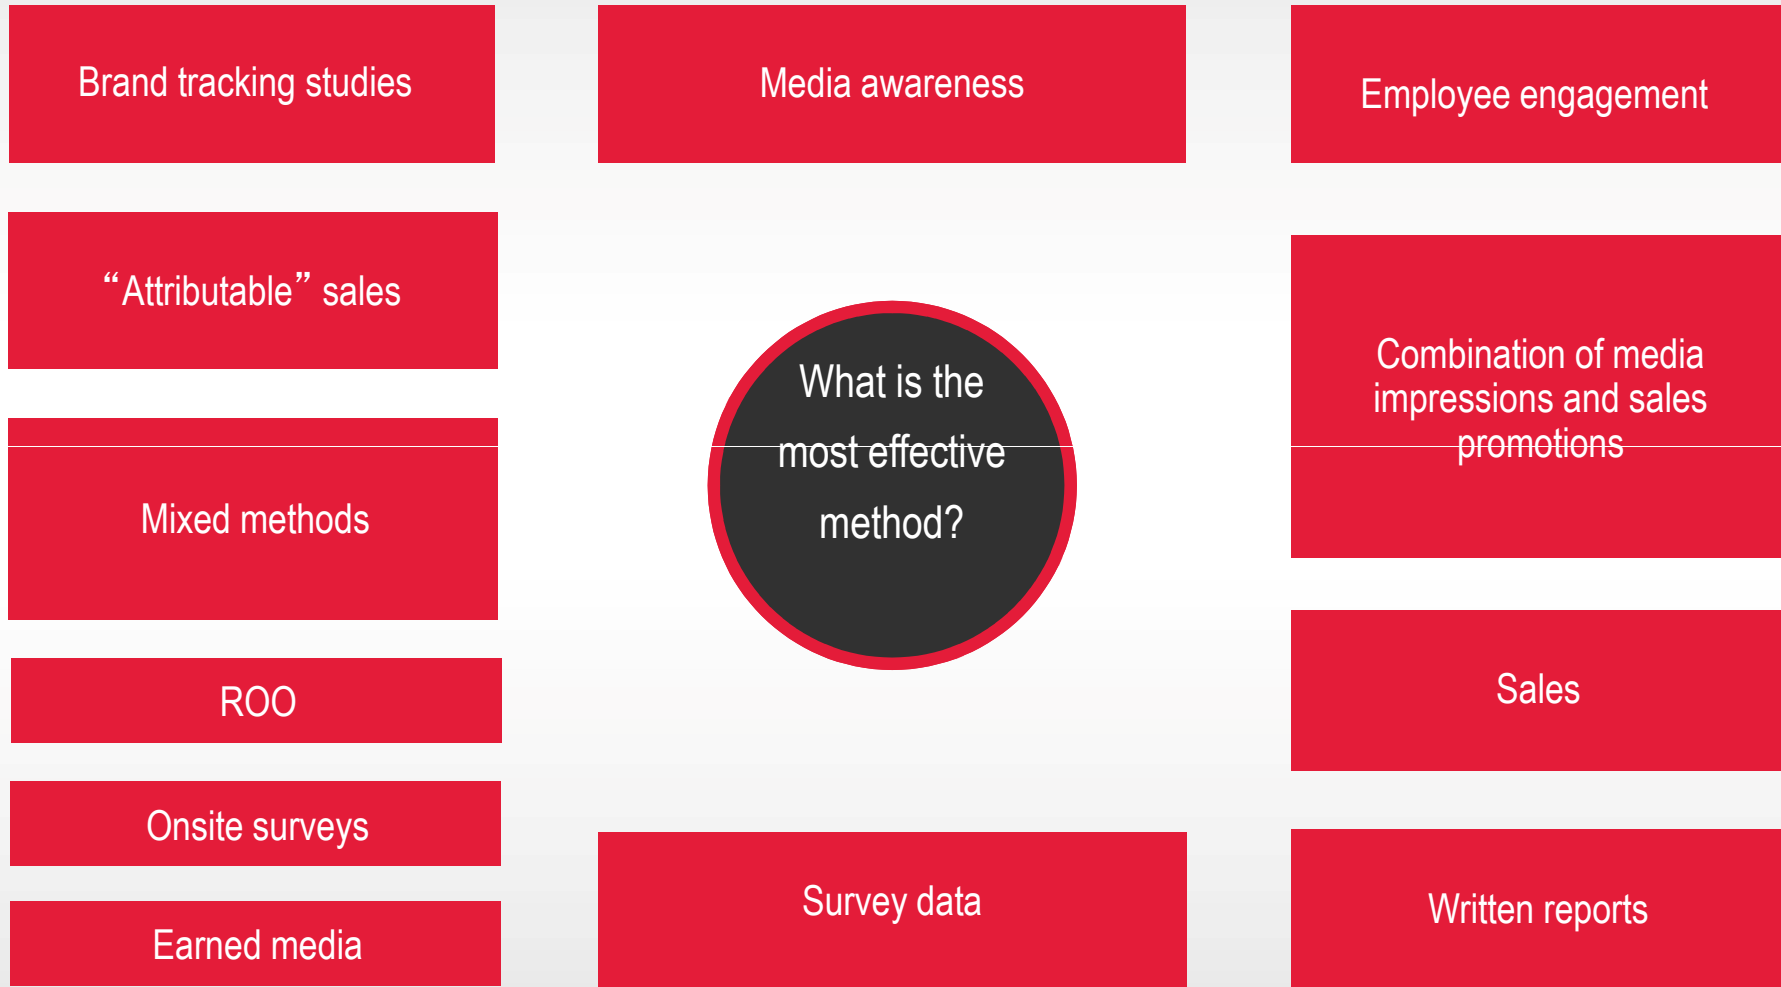 Brand tracking studies
Media awareness
Employee engagement
“Attributable” sales
What is the
most effective
method?
Combination of media
impressions and sales
promotions
Mixed methods
ROO
Sales
Onsite surveys
Survey data
Written reports
Earned media